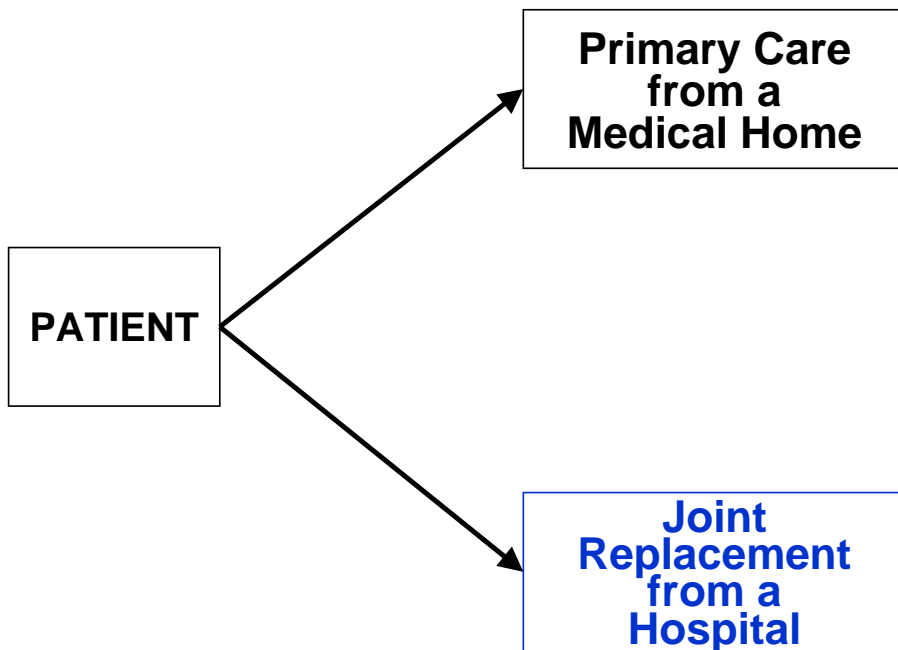 Primary Care
from a
Medical Home
PATIENT
Joint
Replacement
from a
Hospital